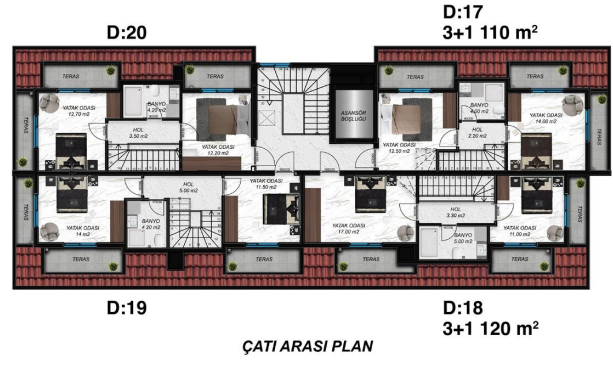 D:17
D:20
3+1 110 m²
TERAS
TERAS
TERAS
TERAS
YATAK ODASI
12.70 m2
BANYO
4.20 m2
HOL
3.50 m2
YATAK ODASI
12.20 m2
ASANSÖR
BOŞLUĞU
YATAK ODASI
12.50 m2
BANYO
4.00 m2
HOL
2.20 m2
YATAK ODASI
14.00 m2
TERAS
TERAS
TERAS
YATAK ODASI
14 m2
HOL
5.00 m2
BANYO
4.20 m2
YATAK ODASI
11.50 m2
YATAK ODASI
17.00 m2
HOL
3.30 m2
BANYO
5.00 m2
YATAK ODASI
11.00 m2
TERAS
TERAS
TERAS
TERAS
TERAS
D:19
D:18
3+1 120 m²
ÇATI ARASI PLAN